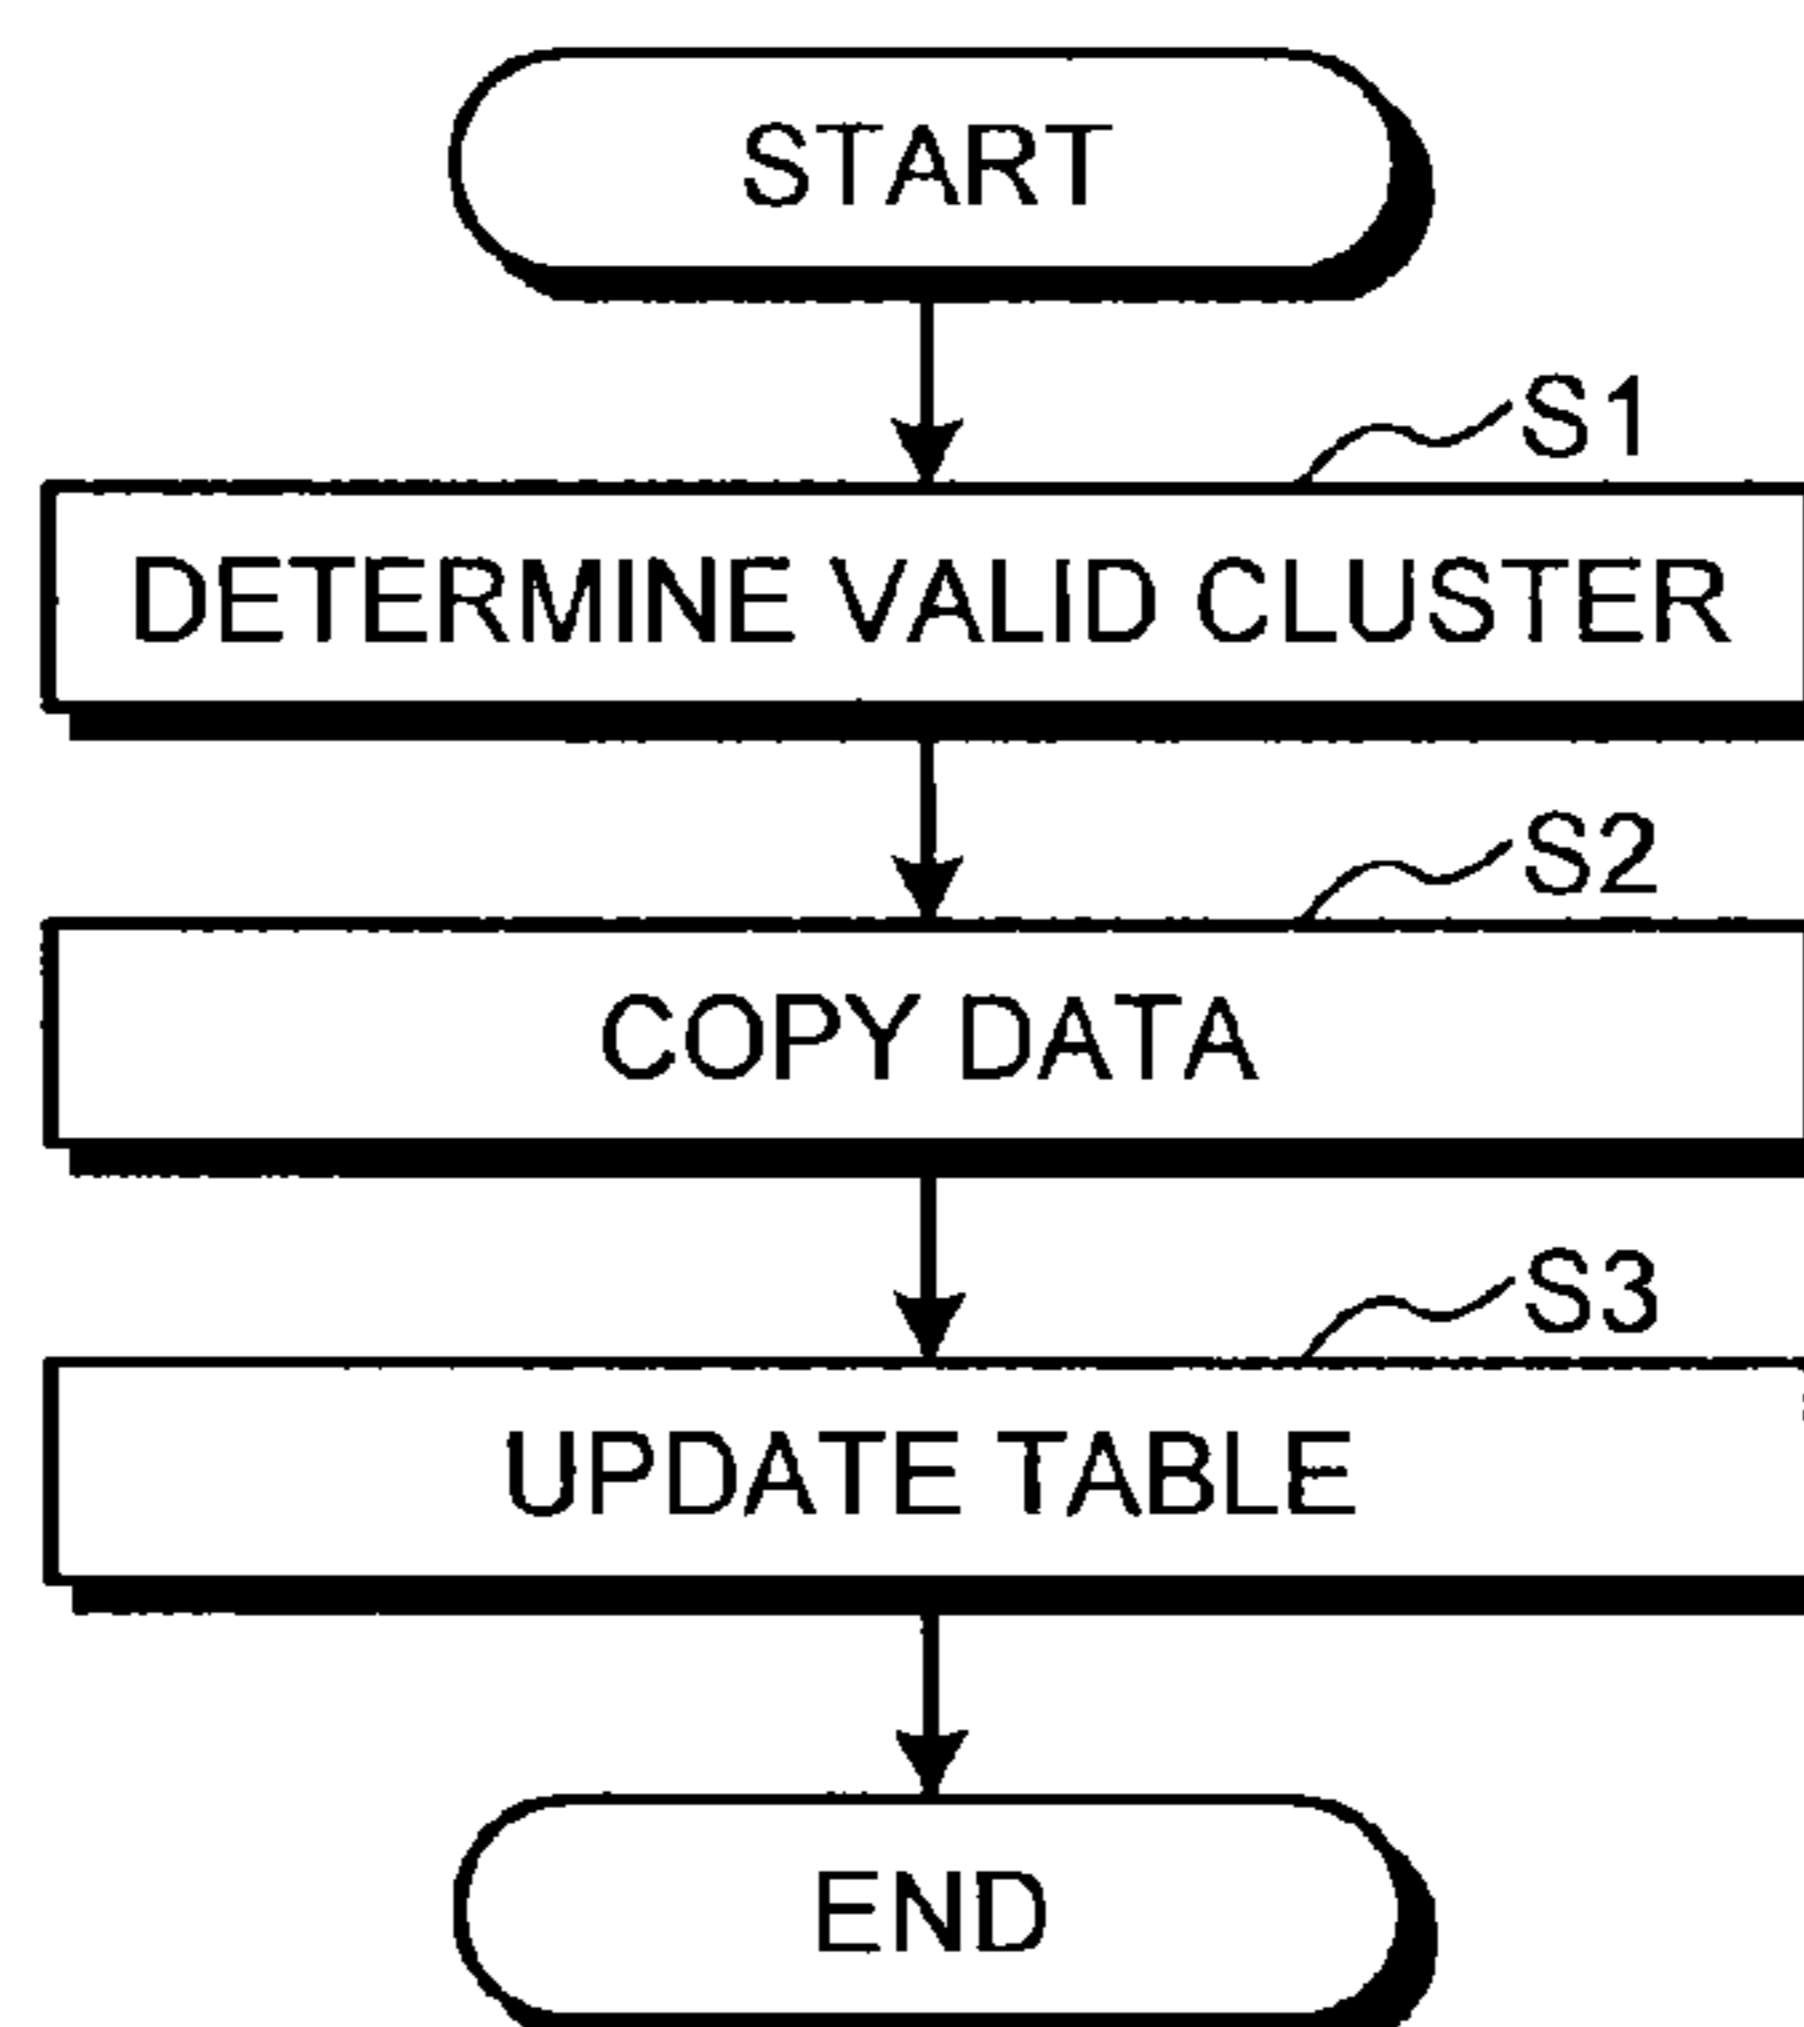 START
S1
DETERMINE VALID CLUSTER
S2
COPY DATA
S3
UPDATE TABLE
END